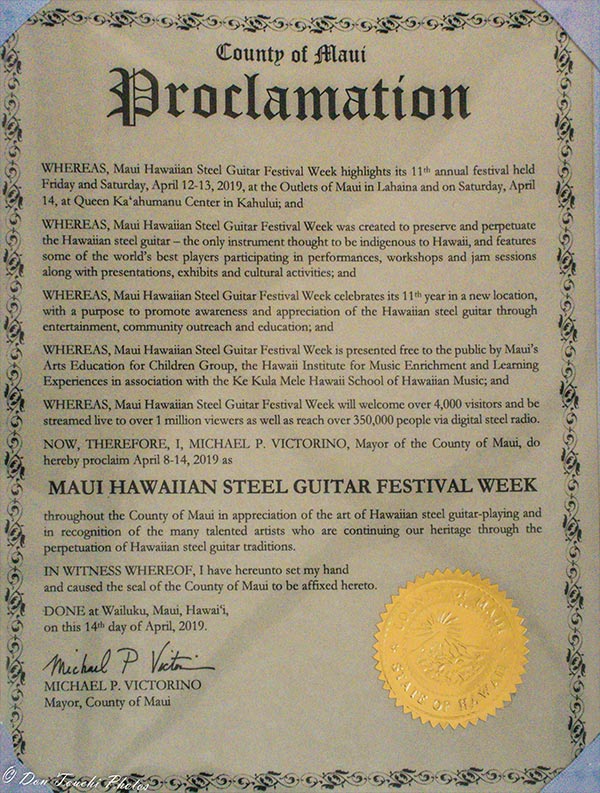 County of Maui
Proclamation
WHEREAS, Maui Hawaiian Steel Guitar Festival Week highlights its 11th annual festival held
Friday and Saturday, April 12-13, 2019, at the Outlets of Maui in Lahaina and on Saturday, April
14, at Queen Kaʻahumanu Center in Kahului; and
WHEREAS, Maui Hawaiian Steel Guitar Festival Week was created to preserve and perpetuate
the Hawaiian steel guitar – the only instrument thought to be indigenous to Hawaii, and features
some of the world's best players participating in performances, workshops and jam sessions
along with presentations, exhibits and cultural activities; and
WHEREAS, Maui Hawaiian Steel Guitar Festival Week celebrates its 11th year in a new location,
with a purpose to promote awareness and appreciation of the Hawaiian steel guitar through
entertainment, community outreach and education; and
WHEREAS, Maui Hawaiian Steel Guitar Festival Week is presented free to the public by Maui's
Arts Education for Children Group, the Hawaii Institute for Music Enrichment and Learning
Experiences in association with the Ke Kula Mele Hawaii School of Hawaiian Music; and
WHEREAS, Maui Hawaiian Steel Guitar Festival Week will welcome over 4,000 visitors and be
streamed live to over 1 million viewers as well as reach over 350,000 people via digital steel radio.
NOW, THEREFORE, I, MICHAEL P. VICTORINO, Mayor of the County of Maui, do
hereby proclaim April 8-14, 2019 as
MAUI HAWAIIAN STEEL GUITAR FESTIVAL WEEK
throughout the County of Maui in appreciation of the art of Hawaiian steel guitar-playing and
in recognition of the many talented artists who are continuing our heritage through the
perpetuation of Hawaiian steel guitar traditions.
IN WITNESS WHEREOF, I have hereunto set my hand
and caused the seal of the County of Maui to be affixed hereto.
DONE at Wailuku, Maui, Hawaiʻi,
on this 14th day of April, 2019.
Michael P Victorino
MICHAEL P. VICTORINO
Mayor, County of Maui
COUNTY OF MAUI
STATE OF HAWAII
© Don Touchi Photos